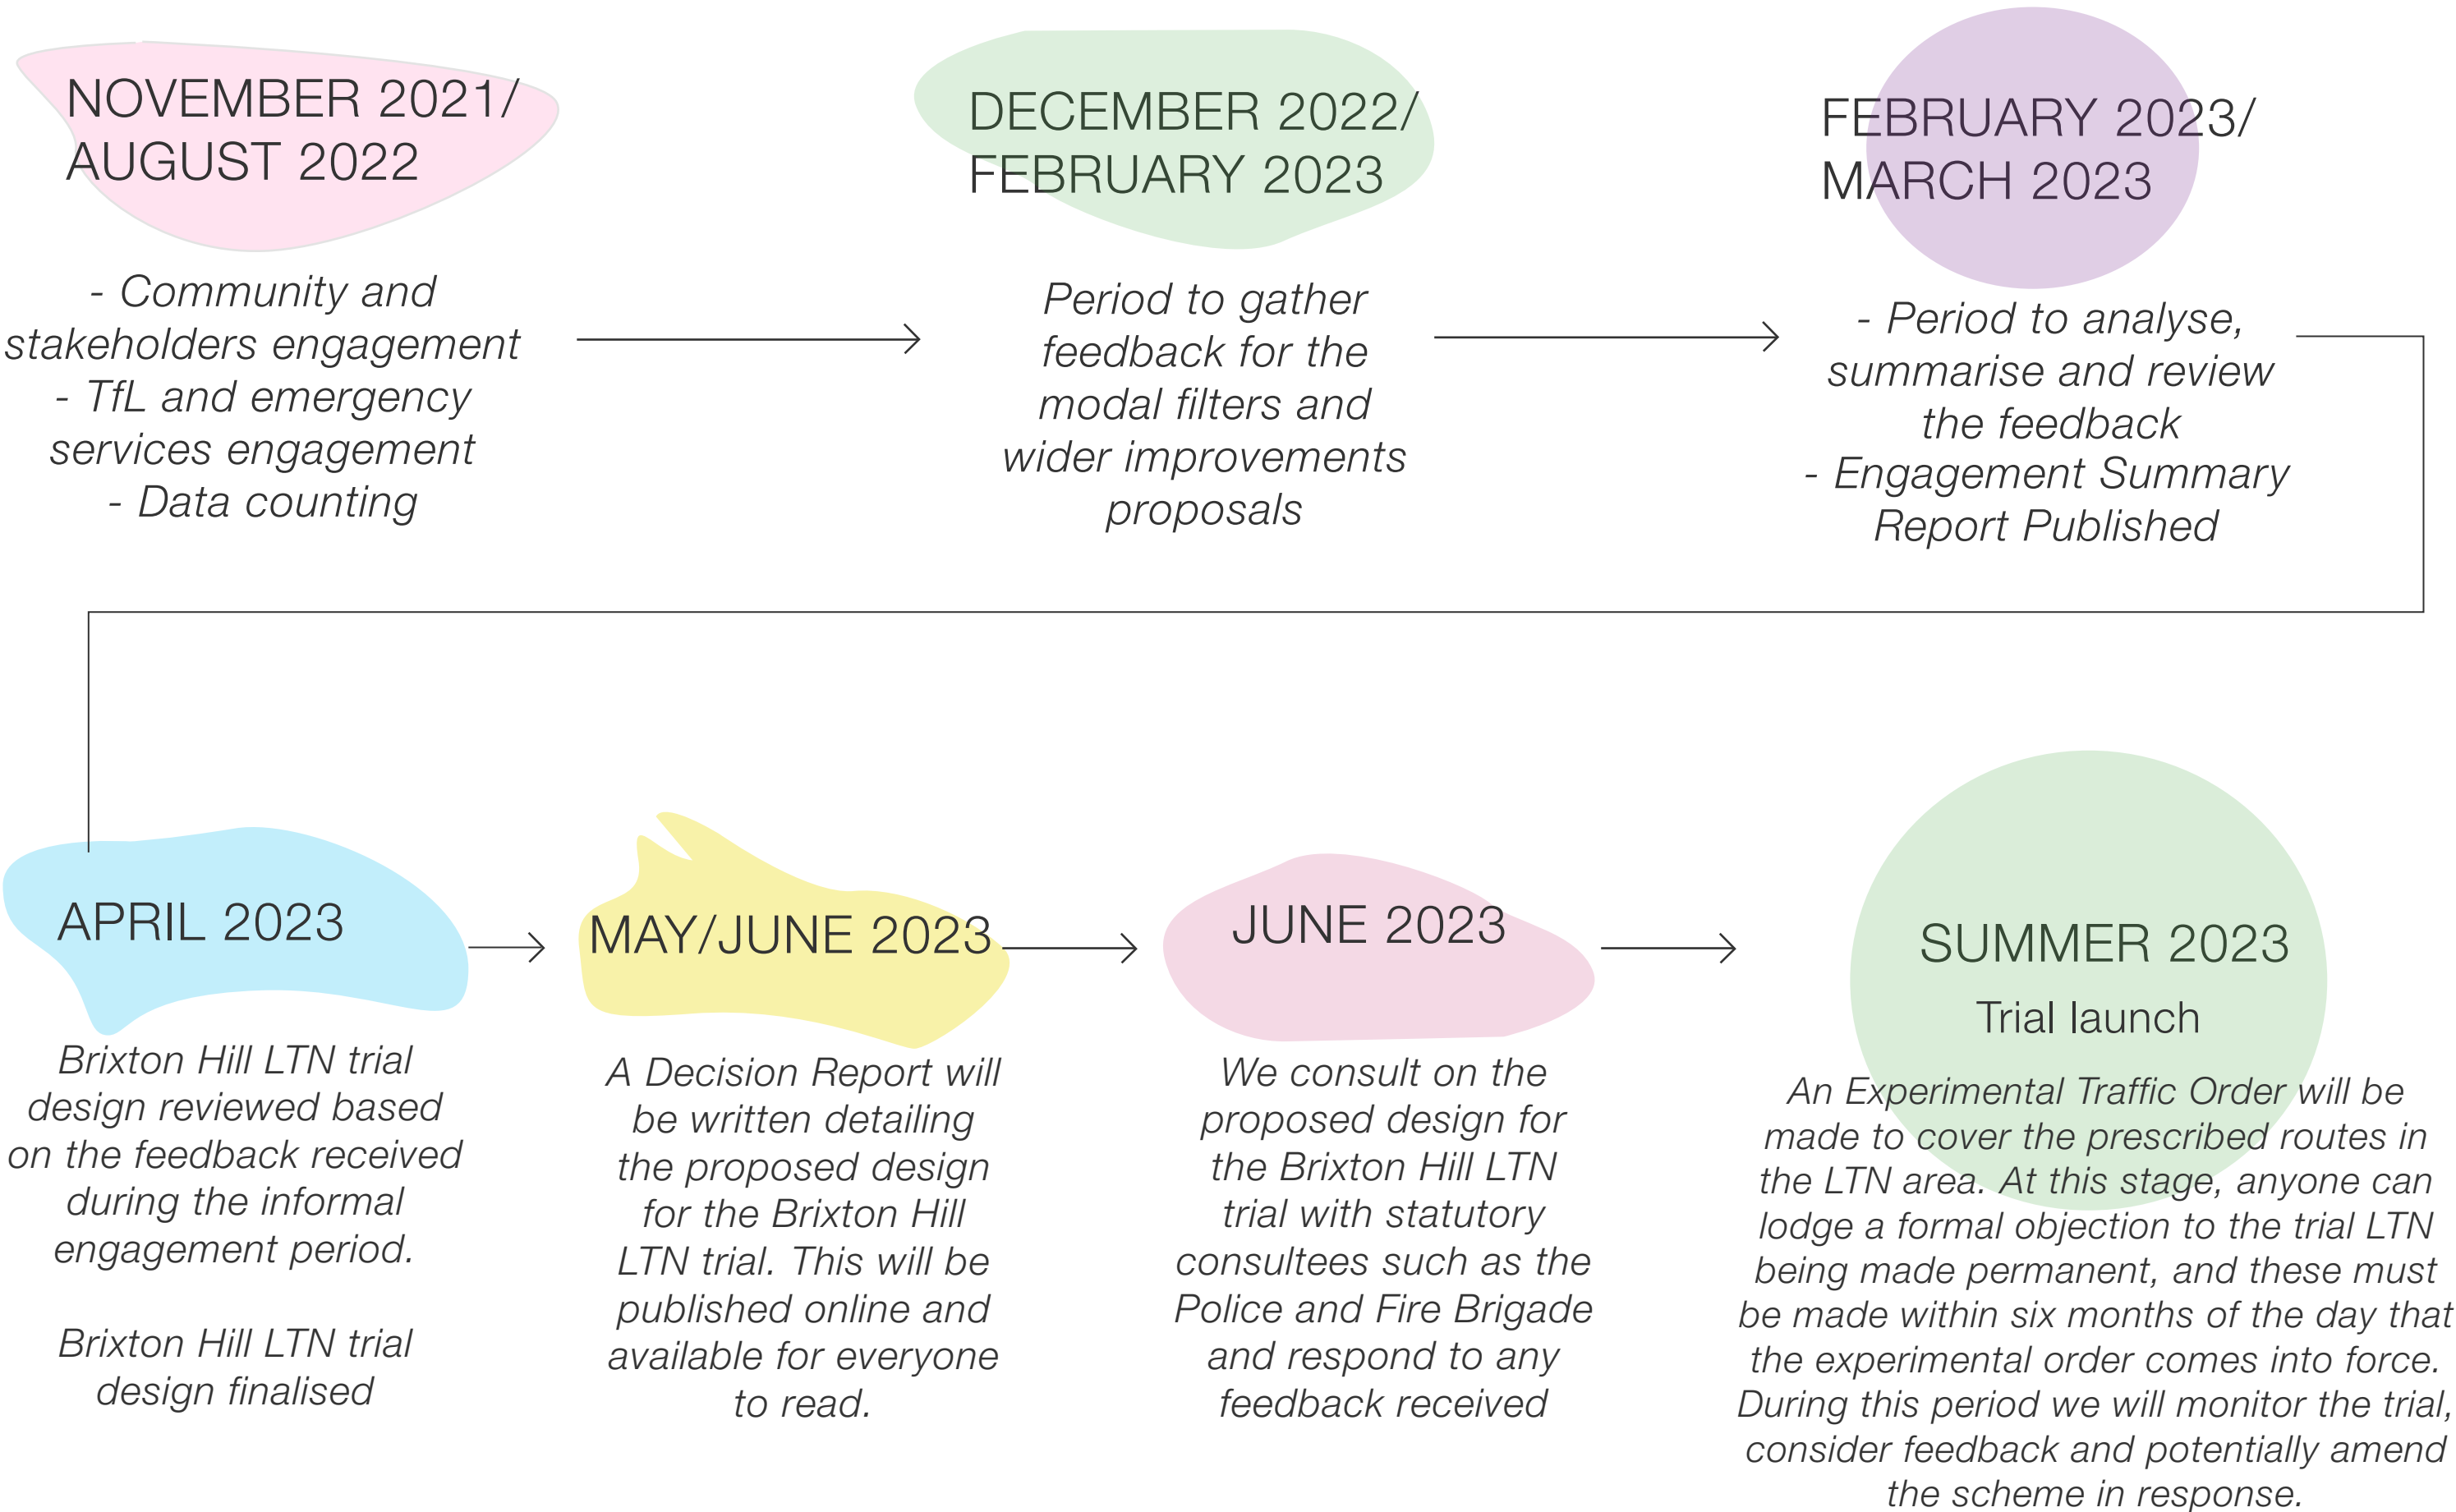 NOVEMBER 2021/
AUGUST 2022
- Community and
stakeholders engagement
- TfL and emergency
services engagement
- Data counting
DECEMBER 2022/
FEBRUARY 2023
Period to gather
feedback for the
modal filters and
wider improvements
proposals
FEBRUARY 2023/
MARCH 2023
- Period to analyse,
summarise and review
the feedback
- Engagement Summary
Report Published
APRIL 2023
Brixton Hill LTN trial
design reviewed based
on the feedback received
during the informal
engagement period.
Brixton Hill LTN trial
design finalised
MAY/JUNE 2023
A Decision Report will
be written detailing
the proposed design
for the Brixton Hill
LTN trial. This will be
published online and
available for everyone
to read.
JUNE 2023
We consult on the
proposed design for
the Brixton Hill LTN
trial with statutory
consultees such as the
Police and Fire Brigade
and respond to any
feedback received
SUMMER 2023
Trial launch
An Experimental Traffic Order will be
made to cover the prescribed routes in
the LTN area. At this stage, anyone can
lodge a formal objection to the trial LTN
being made permanent, and these must
be made within six months of the day that
the experimental order comes into force.
During this period we will monitor the trial,
consider feedback and potentially amend
the scheme in response.